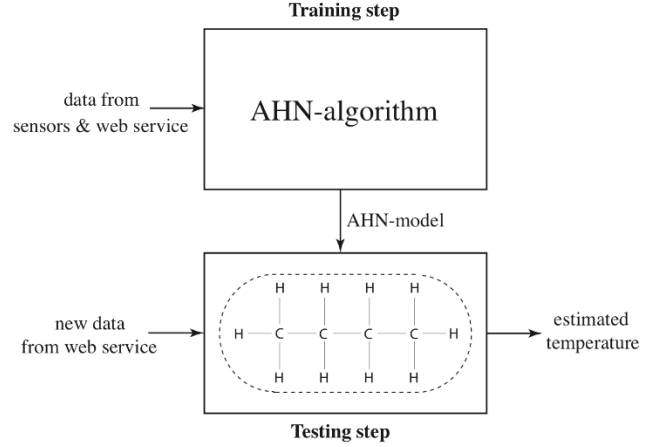 Training step
data from
sensors & web service
AHN-algorithm
AHN-model
H H H H
new data
from web service
H C C C C H
estimated
temperature
H H H H
Testing step